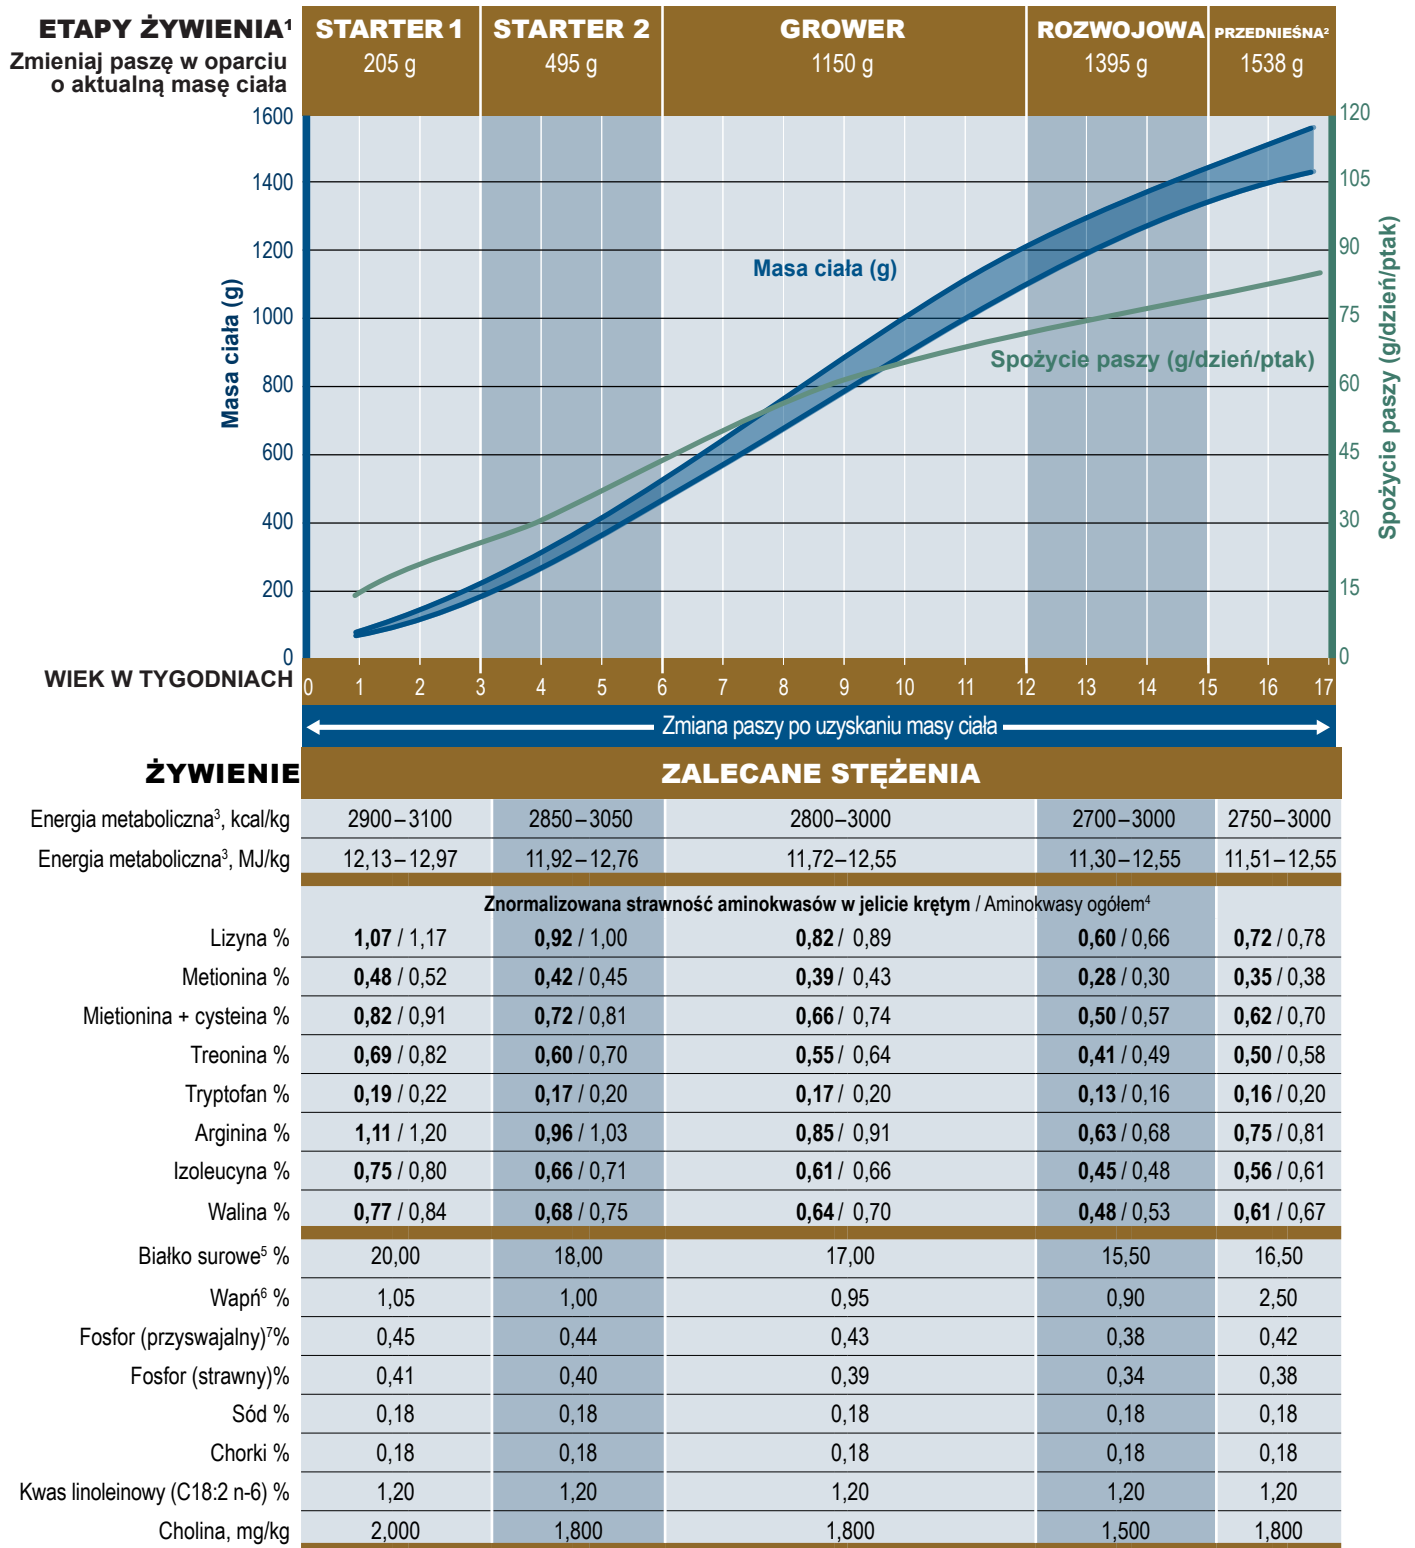 ETAPY ŻYWIENIA¹ STARTER 1 STARTER 2 GROWER ROZWOJOWA PRZEDNIEŚNA²
Zmieniaj paszę w oparciu 205 g 495 g 1150 g 1395 g 1538 g
o aktualną masę ciała
1600 120
1400 105
1200 90
1000 75
800 60
600 45
400 30
200 15
0 0
Masa ciała (g)
Masa ciała (g)
Spożycie paszy (g/dzień/ptak)
Spożycie paszy (g/dzień/ptak)
WIEK W TYGODNIACH 0 1 2 3 4 5 6 7 8 9 10 11 12 13 14 15 16 17
Zmiana paszy po uzyskaniu masy ciała
ŻYWIENIE ZALECANE STĘŻENIA
Energia metaboliczna³, kcal/kg 2900–3100 2850–3050 2800–3000 2700–3000 2750–3000
Energia metaboliczna³, MJ/kg 12,13–12,97 11,92–12,76 11,72–12,55 11,30–12,55 11,51–12,55
Znormalizowana strawność aminokwasów w jelicie krętym / Aminokwasy ogółem⁴
Lizyna % 1,07 / 1,17 0,92 / 1,00 0,82 / 0,89 0,60 / 0,66 0,72 / 0,78
Metionina % 0,48 / 0,52 0,42 / 0,45 0,39 / 0,43 0,28 / 0,30 0,35 / 0,38
Mietionina + cysteina % 0,82 / 0,91 0,72 / 0,81 0,66 / 0,74 0,50 / 0,57 0,62 / 0,70
Treonina % 0,69 / 0,82 0,60 / 0,70 0,55 / 0,64 0,41 / 0,49 0,50 / 0,58
Tryptofan % 0,19 / 0,22 0,17 / 0,20 0,17 / 0,20 0,13 / 0,16 0,16 / 0,20
Arginina % 1,11 / 1,20 0,96 / 1,03 0,85 / 0,91 0,63 / 0,68 0,75 / 0,81
Izoleucyna % 0,75 / 0,80 0,66 / 0,71 0,61 / 0,66 0,45 / 0,48 0,56 / 0,61
Walina % 0,77 / 0,84 0,68 / 0,75 0,64 / 0,70 0,48 / 0,53 0,61 / 0,67
Białko surowe⁵ % 20,00 18,00 17,00 15,50 16,50
Wapń⁶ % 1,05 1,00 0,95 0,90 2,50
Fosfor (przyswajalny)⁷% 0,45 0,44 0,43 0,38 0,42
Fosfor (strawny)% 0,41 0,40 0,39 0,34 0,38
Sód % 0,18 0,18 0,18 0,18 0,18
Chorki % 0,18 0,18 0,18 0,18 0,18
Kwas linoleinowy (C18:2 n-6) % 1,20 1,20 1,20 1,20 1,20
Cholina, mg/kg 2,000 1,800 1,800 1,500 1,800